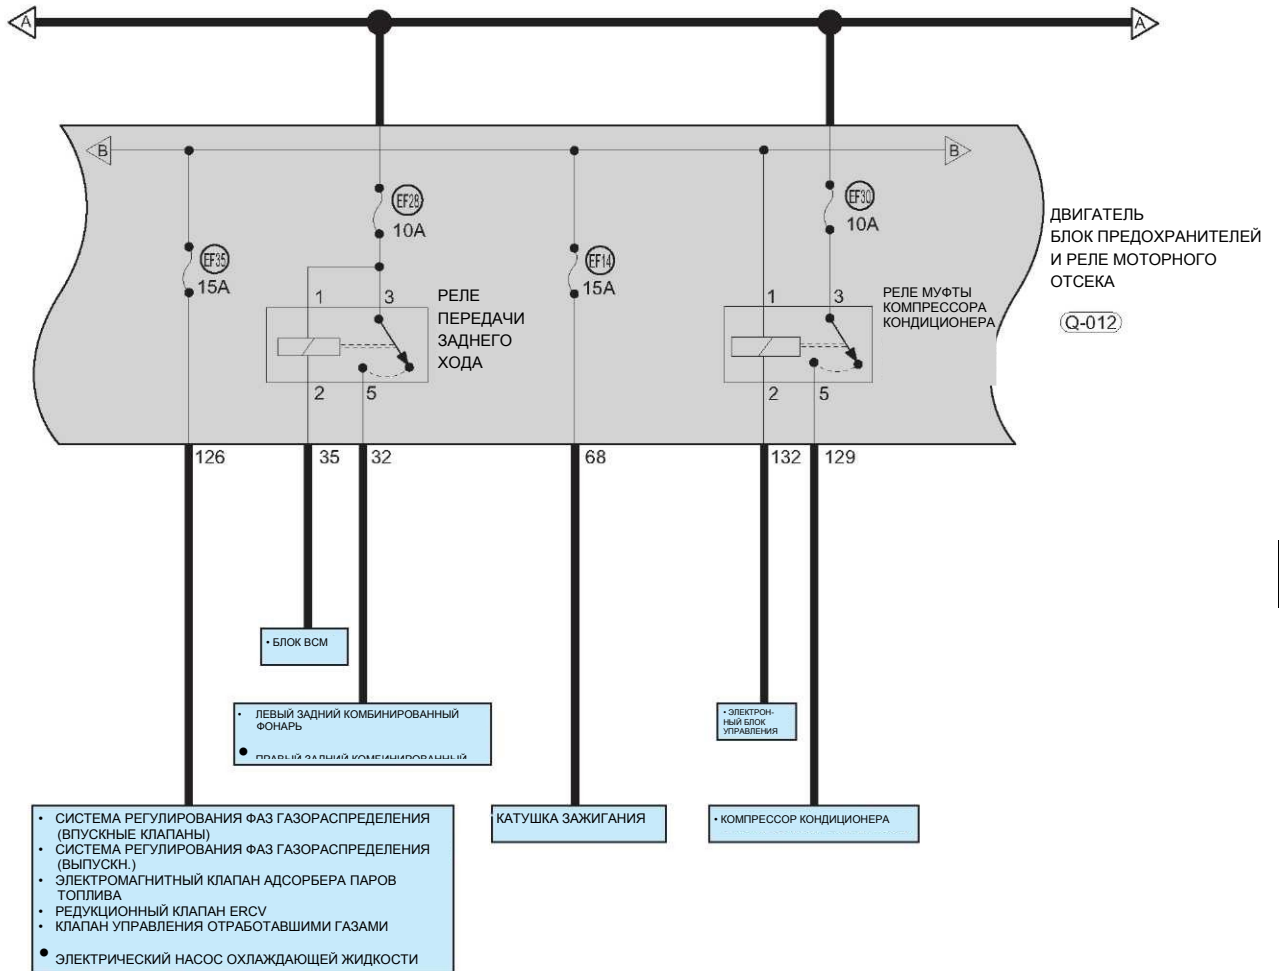 A A
B B
EF28
10A
EF30
10A
EF35
15A
EF14
15A
ДВИГАТЕЛЬ
БЛОК ПРЕДОХРАНИТЕЛЕЙ
И РЕЛЕ МОТОРНОГО
ОТСЕКА
Q-012
1 3
РЕЛЕ
ПЕРЕДАЧИ
ЗАДНЕГО
ХОДА
2 5
1 3
РЕЛЕ МУФТЫ
КОМПРЕССОРА
КОНДИЦИОНЕРА
2 5
126 35 32 68 132 129
• БЛОК BCM
• ЛЕВЫЙ ЗАДНИЙ КОМБИНИРОВАННЫЙ
ФОНАРЬ
• ПРАВЫЙ ЗАДНИЙ КОМБИНИРОВАННЫЙ
• ЭЛЕКТРОН-
НЫЙ БЛОК
УПРАВЛЕНИЯ
• СИСТЕМА РЕГУЛИРОВАНИЯ ФАЗ ГАЗОРАСПРЕДЕЛЕНИЯ
(ВПУСКНЫЕ КЛАПАНЫ)
• СИСТЕМА РЕГУЛИРОВАНИЯ ФАЗ ГАЗОРАСПРЕДЕЛЕНИЯ
(ВЫПУСКН.)
• ЭЛЕКТРОМАГНИТНЫЙ КЛАПАН АДСОРБЕРА ПАРОВ
ТОПЛИВА
• РЕДУКЦИОННЫЙ КЛАПАН ERCV
• КЛАПАН УПРАВЛЕНИЯ ОТРАБОТАВШИМИ ГАЗАМИ
• ЭЛЕКТРИЧЕСКИЙ НАСОС ОХЛАЖДАЮЩЕЙ ЖИДКОСТИ
КАТУШКА ЗАЖИГАНИЯ
• КОМПРЕССОР КОНДИЦИОНЕРА